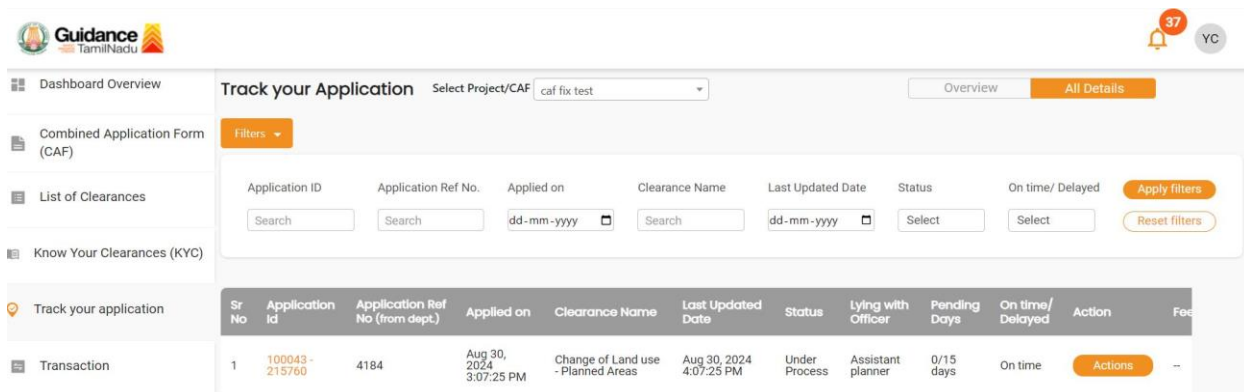 Guidance
TamilNadu
37
YC
Dashboard Overview
Combined Application Form
(CAF)
List of Clearances
Know Your Clearances (KYC)
Track your application
Transaction
Track your Application Select Project/CAF caf fix test Overview All Details
Filters
Application ID Application Ref No. Applied on Clearance Name Last Updated Date Status On time/ Delayed Apply filters
Search Search dd-mm-yyyy Search dd-mm-yyyy Select Select Reset filters
Sr No Application Id Application Ref No (from dept.) Applied on Clearance Name Last Updated Date Status Lying with Officer Pending Days On time/ Delayed Action Fee
1 100043 - 215760 4184 Aug 30, 2024 3:07:25 PM Change of Land use - Planned Areas Aug 30, 2024 4:07:25 PM Under Process Assistant planner 0/15 days On time Actions --